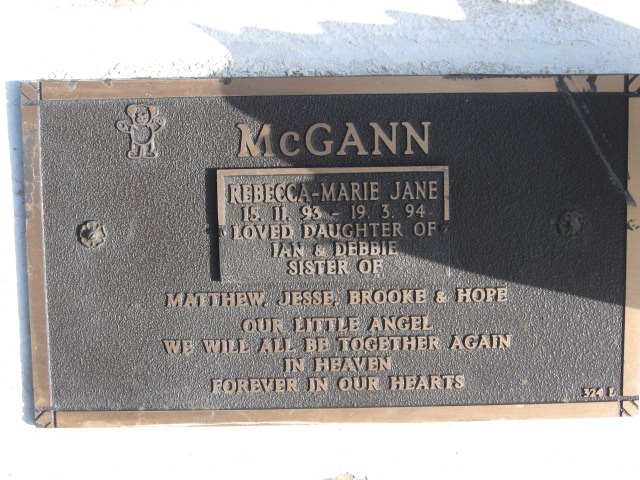 McGANN
REBECCA-MARIE JANE
15. 11. 93 - 19. 3. 94
LOVED DAUGHTER OF
IAN & DEBBIE
SISTER OF
MATTHEW, JESSE, BROOKE & HOPE
OUR LITTLE ANGEL
WE WILL ALL BE TOGETHER AGAIN
IN HEAVEN
FOREVER IN OUR HEARTS
324 E